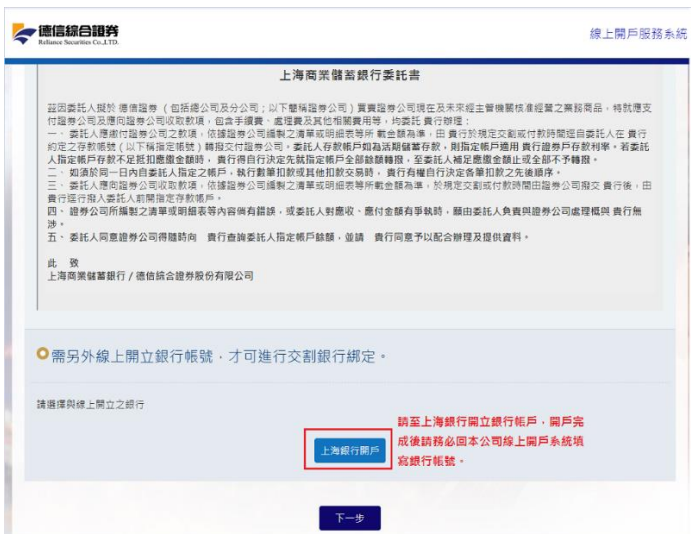 德信綜合證券
Reliance Securities Co.,LTD.
線上開戶服務系統
上海商業儲蓄銀行委託書
茲因委託人擬於 德信證券 （包括總公司及分公司；以下簡稱證券公司）買賣證券公司現在及未來經主管機關核准經營之業務商品，特就應支
付證券公司及應向證券公司收取款項，包含手續費、處理費及其他相關費用等，均委託 貴行辦理：
一、 委託人應繳付證券公司之款項，依據證券公司編製之清單或明細表等所 載金額為準，由 貴行於規定交割或付款時間逕自委託人在 貴行
約定之存款帳號（以下稱指定帳號）轉撥交付證券公司。委託人存款帳戶如為活期儲蓄存款，則指定帳戶適用 貴行證券戶存款利率。若委託
人指定帳戶存款不足抵扣應繳金額時， 貴行得自行決定先就指定帳戶全部餘額轉撥，至委託人補足應繳金額止或全部不予轉撥。
二、 如須於同一日內自委託人指定之帳戶，執行數筆扣款或其他扣款交易時， 貴行有權自行決定各筆扣款之先後順序。
三、 委託人應向證券公司收取款項，依據證券公司編製之清單或明細表等所載金額為準，於規定交割或付款時間由證券公司撥交 貴行後，由
貴行逕行撥入委託人前開指定存款帳戶。
四、 證券公司所編製之清單或明細表等內容倘有錯誤，或委託人對應收、應付金額有爭執時，願由委託人負責與證券公司處理概與 貴行無
涉。
五、 委託人同意證券公司得隨時向 貴行查詢委託人指定帳戶餘額，並請 貴行同意予以配合辦理及提供資料。
此 致
上海商業儲蓄銀行 / 德信綜合證券股份有限公司
需另外線上開立銀行帳號，才可進行交割銀行綁定。
請選擇與線上開立之銀行
請至上海銀行開立銀行帳戶，開戶完
成後請務必回本公司線上開戶系統填
寫銀行帳號。
上海銀行開戶
下一步